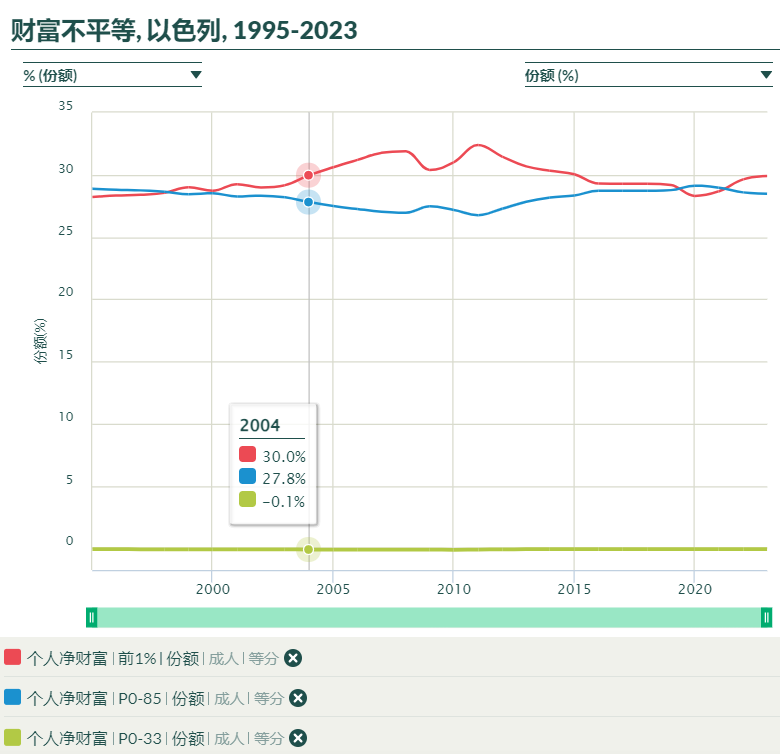 财富不平等, 以色列, 1995-2023
% (份额)
份额 (%)
35
30
25
20
15
10
5
0
份额(%)
2004
30.0%
27.8%
−0.1%
2000 2005 2010 2015 2020
个人净财富 | 前1% | 份额 | 成人 | 等分
个人净财富 | P0-85 | 份额 | 成人 | 等分
个人净财富 | P0-33 | 份额 | 成人 | 等分